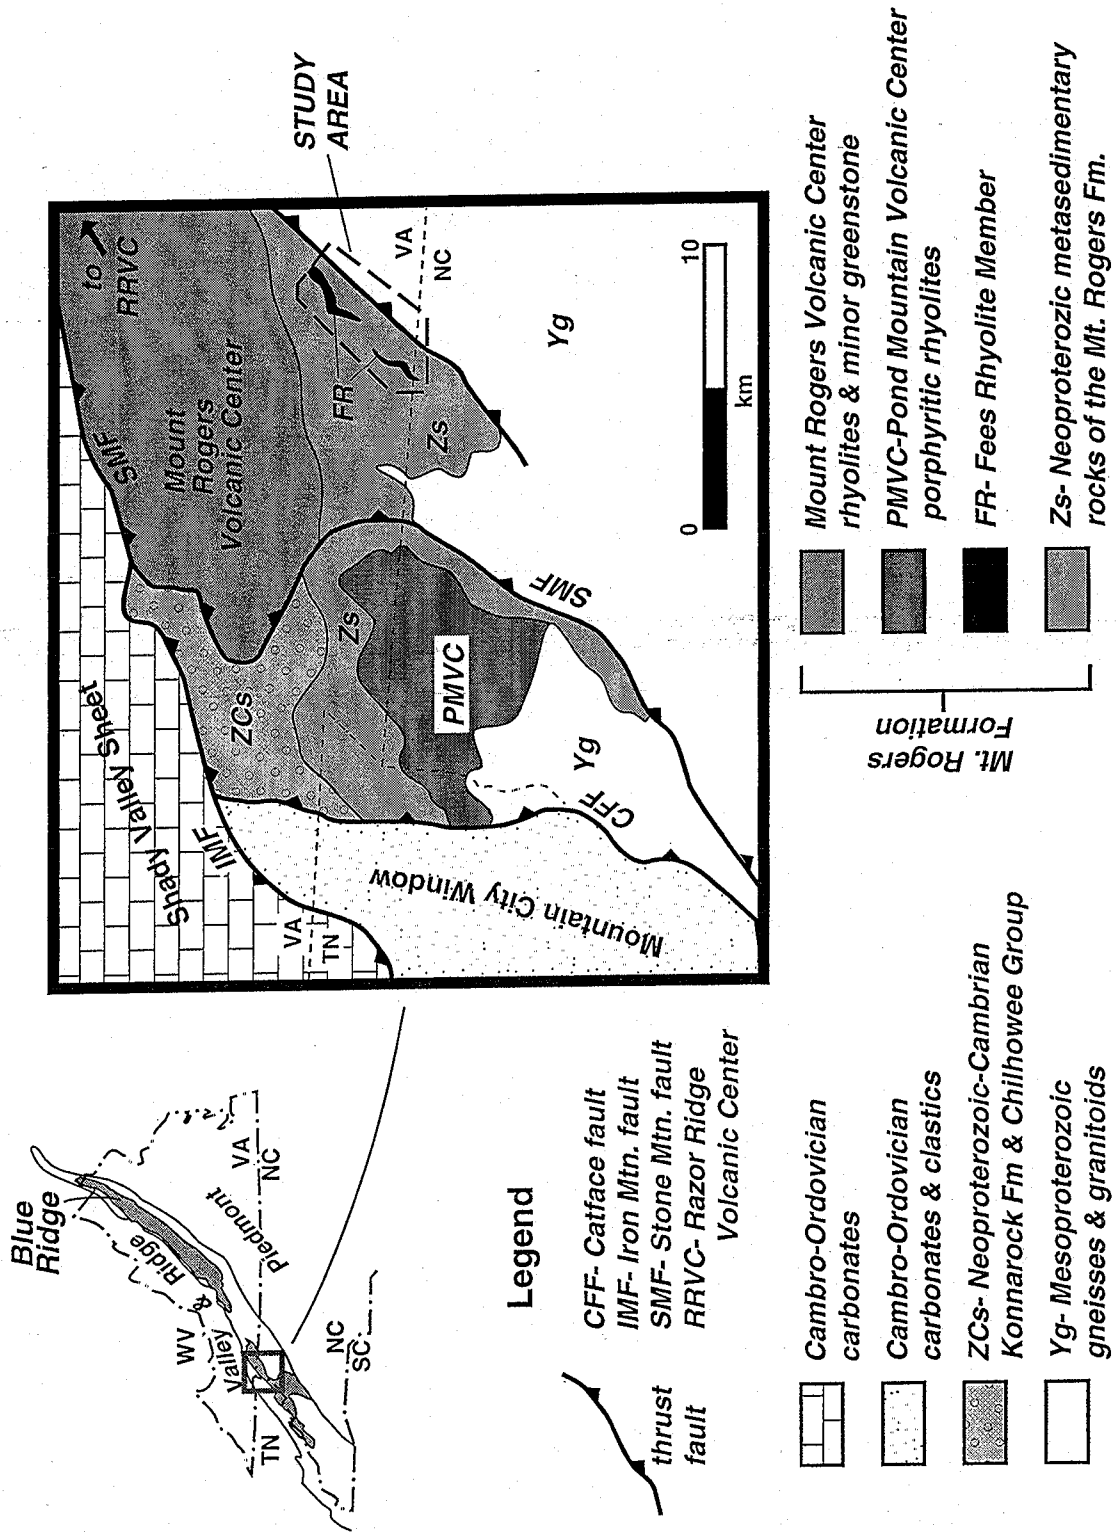 Blue
Ridge
Valley & Ridge
Piedmont
WV
VA
NC
TN
NC
SC
to
RRVC
SMF
Mount
Rogers
Volcanic Center
STUDY
AREA
FR
VA
NC
Zs
Yg
Shady Valley Sheet
ZCs
Zs
IMF
PMVC
SMF
VA
TN
Yg
CFF
Mountain City Window
0
10
km
Legend
thrust
fault
CFF- Catface fault
IMF- Iron Mtn. fault
SMF- Stone Mtn. fault
RRVC- Razor Ridge
Volcanic Center
Cambro-Ordovician
carbonates
Cambro-Ordovician
carbonates & clastics
ZCs- Neoproterozoic-Cambrian
Konnarock Fm & Chilhowee Group
Yg- Mesoproterozoic
gneisses & granitoids
Mt. Rogers
Formation
Mount Rogers Volcanic Center
rhyolites & minor greenstone
PMVC-Pond Mountain Volcanic Center
porphyritic rhyolites
FR- Fees Rhyolite Member
Zs- Neoproterozic metasedimentary
rocks of the Mt. Rogers Fm.